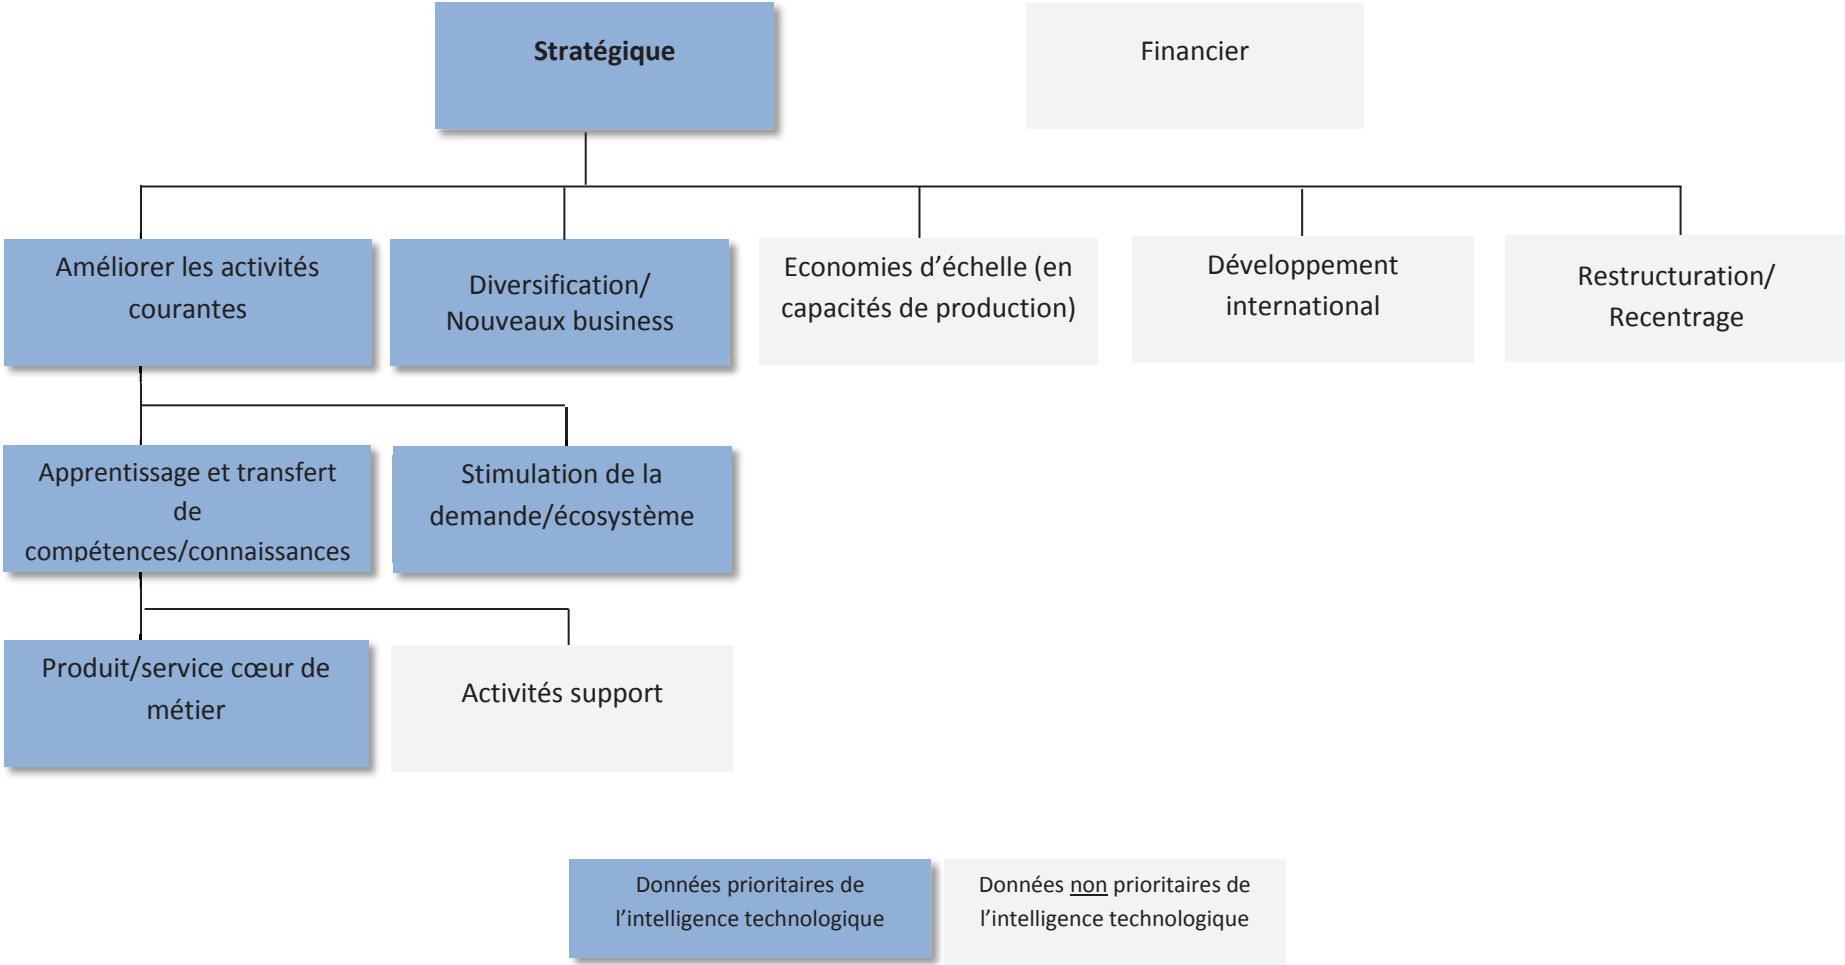 Stratégique
Financier
Améliorer les activités
courantes
Diversification/
Nouveaux business
Economies d’échelle (en
capacités de production)
Développement
international
Restructuration/
Recentrage
Apprentissage et transfert
de
compétences/connaissances
Stimulation de la
demande/écosystème
Produit/service cœur de
métier
Activités support
Données prioritaires de
l’intelligence technologique
Données non prioritaires de
l’intelligence technologique